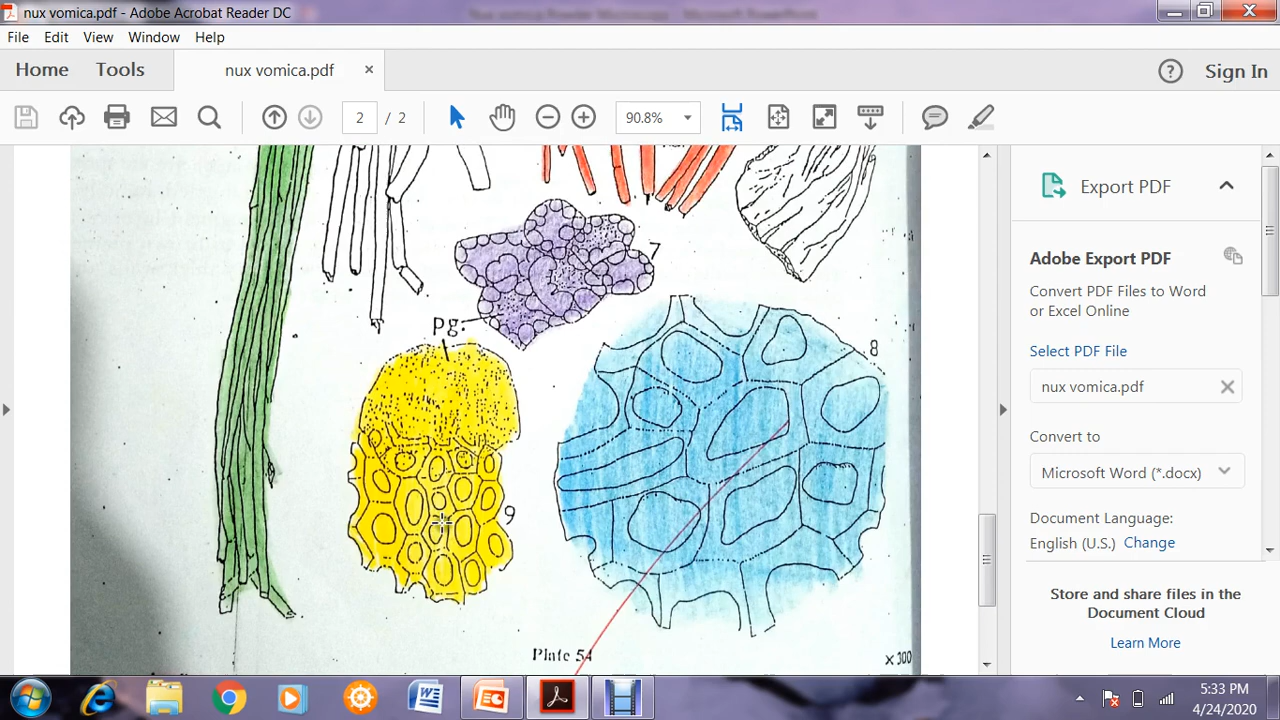 nux vomica.pdf - Adobe Acrobat Reader DC
File Edit View Window Help
Home Tools nux vomica.pdf × ? Sign In
2 / 2 90.8%
Export PDF
Adobe Export PDF
Convert PDF Files to Word
or Excel Online
Select PDF File
nux vomica.pdf
Convert to
Microsoft Word (*.docx)
Document Language:
English (U.S.) Change
Store and share files in the
Document Cloud
Learn More
7
pg.
8
9
Plate 54
x 300
5:33 PM
4/24/2020